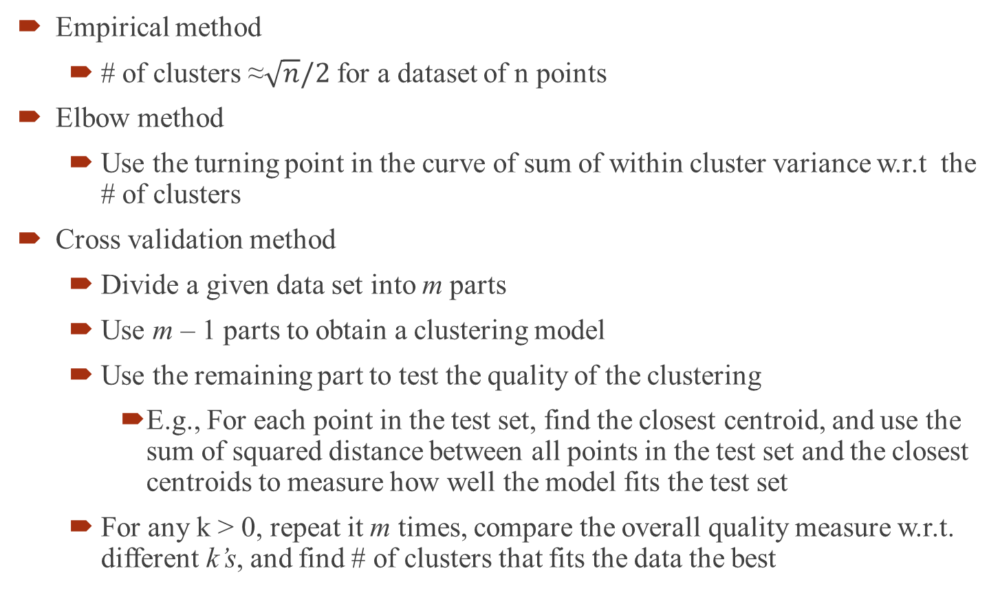 Empirical method
# of clusters ≈√n/2 for a dataset of n points
Elbow method
Use the turning point in the curve of sum of within cluster variance w.r.t the
# of clusters
Cross validation method
Divide a given data set into m parts
Use m – 1 parts to obtain a clustering model
Use the remaining part to test the quality of the clustering
E.g., For each point in the test set, find the closest centroid, and use the
sum of squared distance between all points in the test set and the closest
centroids to measure how well the model fits the test set
For any k > 0, repeat it m times, compare the overall quality measure w.r.t.
different k’s, and find # of clusters that fits the data the best